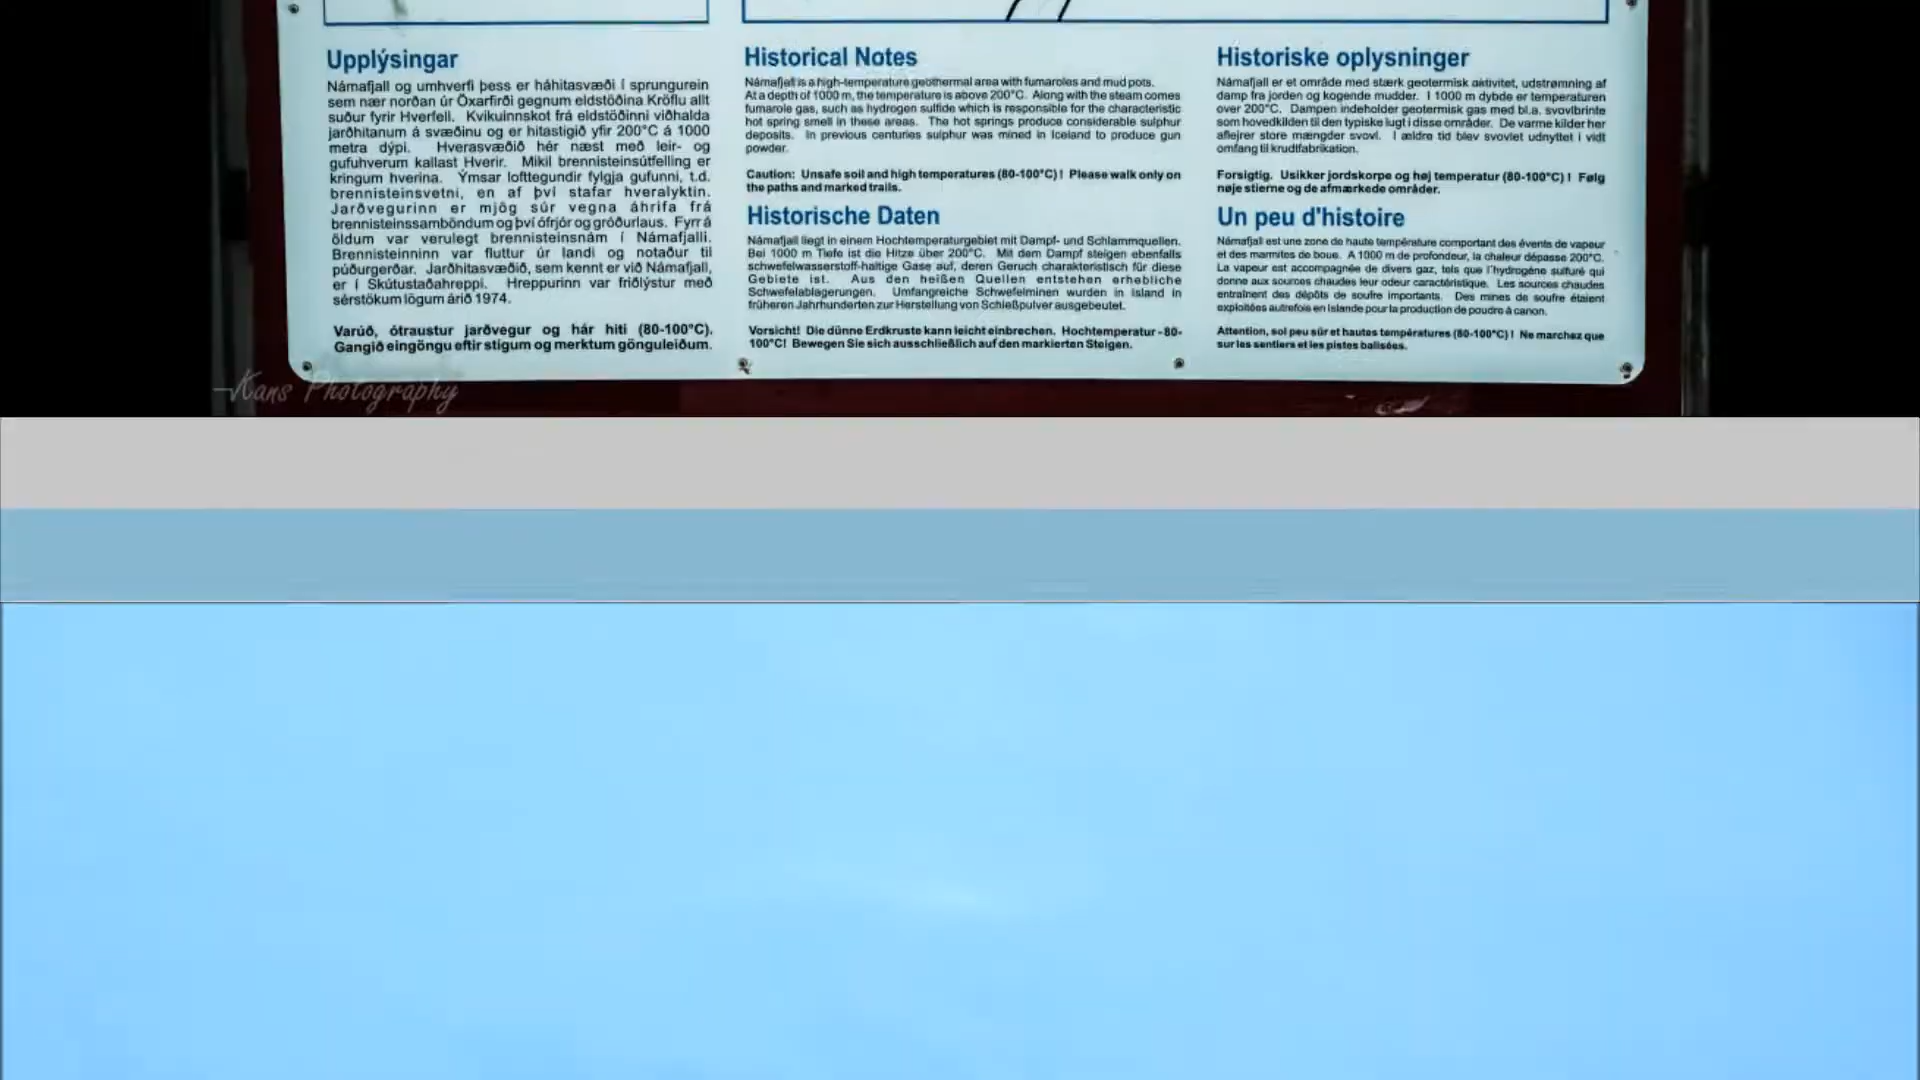 Upplýsingar
Námafjall og umhverfi þess er háhitasvæði í sprungurein
sem nær norðan úr Öxarfirði gegnum eldstöðina Kröflu allt
suður fyrir Hverfell. Kvikuinnskot frá eldstöðinni viðhalda
jarðhitanum á svæðinu og er hitastigið yfir 200°C á 1000
metra dýpi. Hverasvæðið hér næst með leir- og
gufuhverum kallast Hverir. Mikil brennisteinsútfelling er
kringum hverina. Ýmsar lofttegundir fylgja gufunni, t.d.
brennisteinsvetni, en af því stafar hveralyktin.
Jarðvegurinn er mjög súr vegna áhrifa frá
brennisteinssamböndum og því ófrjór og gróðurlaus. Fyrr á
öldum var verulegt brennisteinsnám í Námafjalli.
Brennisteinninn var fluttur úr landi og notaður til
púðurgerðar. Jarðhitasvæðið, sem kennt er við Námafjall,
er í Skútustaðahreppi. Hreppurinn var friðlýstur með
sérstökum lögum árið 1974.
Varúð, ótraustur jarðvegur og hár hiti (80-100°C).
Gangið eingöngu eftir stígum og merktum gönguleiðum.
Historical Notes
Námafjall is a high-temperature geothermal area with fumaroles and mud pots.
At a depth of 1000 m, the temperature is above 200°C. Along with the steam comes
fumarole gas, such as hydrogen sulfide which is responsible for the characteristic
hot spring smell in these areas. The hot springs produce considerable sulphur
deposits. In previous centuries sulphur was mined in Iceland to produce gun
powder.
Caution: Unsafe soil and high temperatures (80-100°C)! Please walk only on
the paths and marked trails.
Historische Daten
Námafjall liegt in einem Hochtemperaturgebiet mit Dampf- und Schlammquellen.
Bei 1000 m Tiefe ist die Hitze über 200°C. Mit dem Dampf steigen ebenfalls
schwefelwasserstoff-haltige Gase auf, deren Geruch charakteristisch für diese
Gebiete ist. Aus den heißen Quellen entstehen erhebliche
Schwefelablagerungen. Umfangreiche Schwefelminen wurden in Island in
früheren Jahrhunderten zur Herstellung von Schießpulver ausgebeutet.
Vorsicht! Die dünne Erdkruste kann leicht einbrechen. Hochtemperatur - 80-
100°C! Bewegen Sie sich ausschließlich auf den markierten Steigen.
Historiske oplysninger
Námafjall er et område med stærk geotermisk aktivitet, udstrømning af
damp fra jorden og kogende mudder. I 1000 m dybde er temperaturen
over 200°C. Dampen indeholder geotermisk gas med bl.a. svovlbrinte
som hovedkilden til den typiske lugt i disse områder. De varme kilder her
aflejrer store mængder svovl. I ældre tid blev svovlet udnyttet i vidt
omfang til krudtfabrikation.
Forsigtig. Usikker jordskorpe og høj temperatur (80-100°C)! Følg
nøje stierne og de afmærkede områder.
Un peu d'histoire
Námafjall est une zone de haute température comportant des évents de vapeur
et des marmites de boue. A 1000 m de profondeur, la chaleur dépasse 200°C.
La vapeur est accompagnée de divers gaz, tels que l'hydrogène sulfuré qui
donne aux sources chaudes leur odeur caractéristique. Les sources chaudes
entraînent des dépôts de soufre importants. Des mines de soufre étaient
exploitées autrefois en Islande pour la production de poudre à canon.
Attention, sol peu sûr et hautes températures (80-100°C)! Ne marchez que
sur les sentiers et les pistes balisées.
Kans Photography